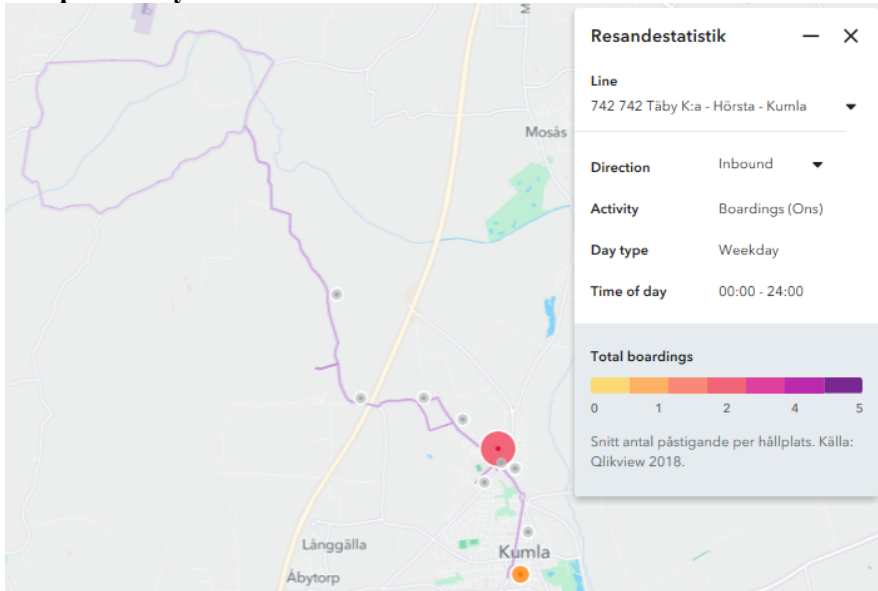 Mosås
Långgälla
Kumla
Åbytorp
Resandestatistik
Line
742 742 Täby K:a - Hörsta - Kumla
Direction Inbound
Activity Boardings (Ons)
Day type Weekday
Time of day 00:00 - 24:00
Total boardings
0 1 2 4 5
Snitt antal påstigande per hållplats. Källa:
Qlikview 2018.